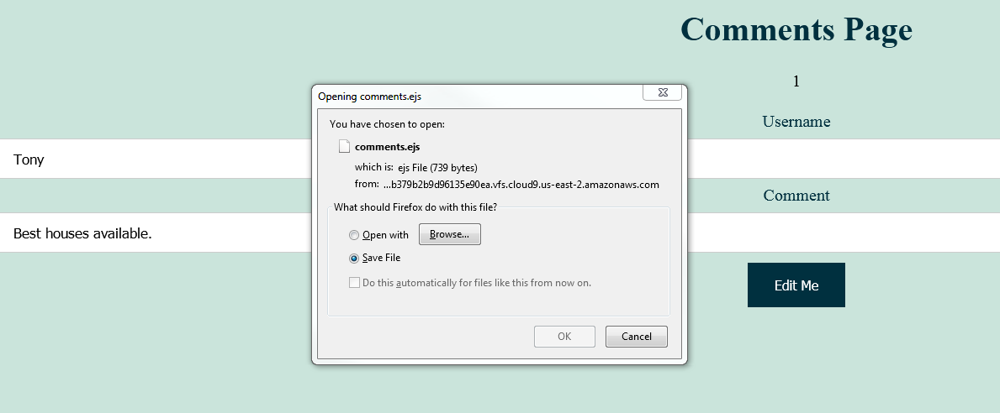 Comments Page
1
Username
Tony
Comment
Best houses available.
Edit Me
Opening comments.ejs
You have chosen to open:
comments.ejs
which is: ejs File (739 bytes)
from: ...b379b2b9d96135e90ea.vfs.cloud9.us-east-2.amazonaws.com
What should Firefox do with this file?
Open with Browse...
Save File
Do this automatically for files like this from now on.
OK Cancel